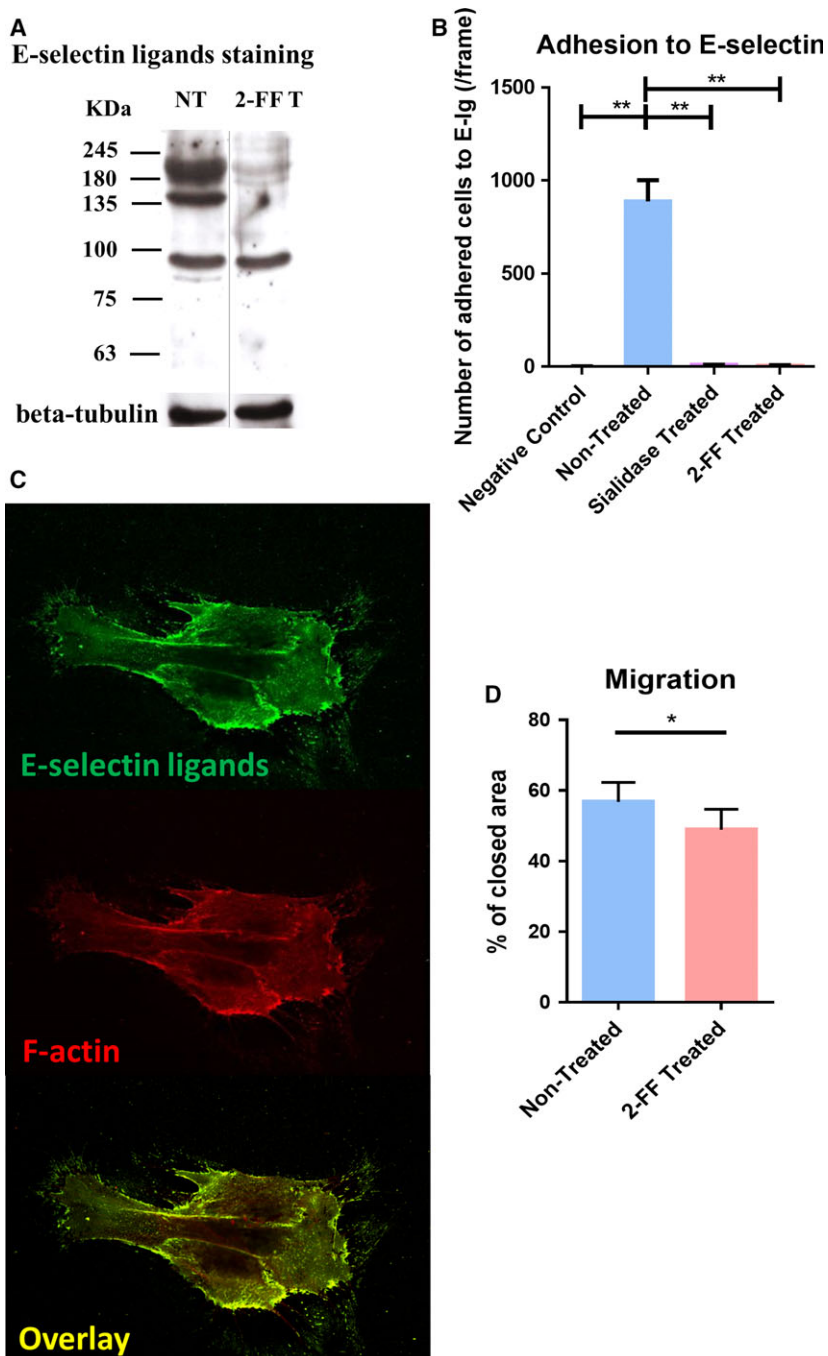 A
E-selectin ligands staining
KDa
NT
2-FF T
245
180
135
100
75
63
beta-tubulin
B
Adhesion to E-selectin
Number of adhered cells to E-Ig (/frame)
1500
1000
500
0
**
**
**
Negative Control
Non-Treated
Sialidase Treated
2-FF Treated
C
E-selectin ligands
F-actin
Overlay
D
Migration
% of closed area
80
60
40
20
0
*
Non-Treated
2-FF Treated